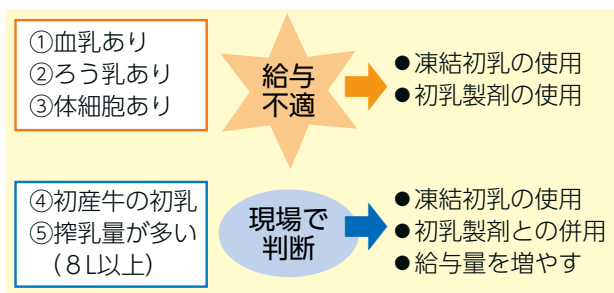 ①血乳あり
②ろう乳あり
③体細胞あり
給与
不適
●凍結初乳の使用
●初乳製剤の使用
④初産牛の初乳
⑤搾乳量が多い
(８L以上)
現場で
判断
●凍結初乳の使用
●初乳製剤との併用
●給与量を増やす